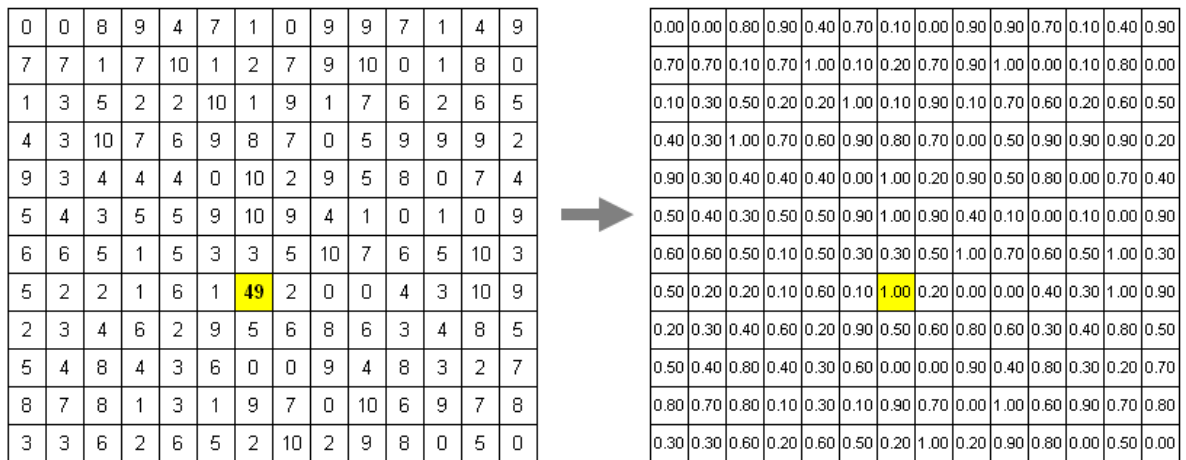 0 0 8 9 4 7 1 0 9 9 7 1 4 9
7 7 1 7 10 1 2 7 9 10 0 1 8 0
1 3 5 2 2 10 1 9 1 7 6 2 6 5
4 3 10 7 6 9 8 7 0 5 9 9 9 2
9 3 4 4 4 0 10 2 9 5 8 0 7 4
5 4 3 5 5 9 10 9 4 1 0 1 0 9
6 6 5 1 5 3 3 5 10 7 6 5 10 3
5 2 2 1 6 1 49 2 0 0 4 3 10 9
2 3 4 6 2 9 5 6 8 6 3 4 8 5
5 4 8 4 3 6 0 0 9 4 8 3 2 7
8 7 8 1 3 1 9 7 0 10 6 9 7 8
3 3 6 2 6 5 2 10 2 9 8 0 5 0
0.00 0.00 0.80 0.90 0.40 0.70 0.10 0.00 0.90 0.90 0.70 0.10 0.40 0.90
0.70 0.70 0.10 0.70 1.00 0.10 0.20 0.70 0.90 1.00 0.00 0.10 0.80 0.00
0.10 0.30 0.50 0.20 0.20 1.00 0.10 0.90 0.10 0.70 0.60 0.20 0.60 0.50
0.40 0.30 1.00 0.70 0.60 0.90 0.80 0.70 0.00 0.50 0.90 0.90 0.90 0.20
0.90 0.30 0.40 0.40 0.40 0.00 1.00 0.20 0.90 0.50 0.80 0.00 0.70 0.40
0.50 0.40 0.30 0.50 0.50 0.90 1.00 0.90 0.40 0.10 0.00 0.10 0.00 0.90
0.60 0.60 0.50 0.10 0.50 0.30 0.30 0.50 1.00 0.70 0.60 0.50 1.00 0.30
0.50 0.20 0.20 0.10 0.60 0.10 1.00 0.20 0.00 0.00 0.40 0.30 1.00 0.90
0.20 0.30 0.40 0.60 0.20 0.90 0.50 0.60 0.80 0.60 0.30 0.40 0.80 0.50
0.50 0.40 0.80 0.40 0.30 0.60 0.00 0.00 0.90 0.40 0.80 0.30 0.20 0.70
0.80 0.70 0.80 0.10 0.30 0.10 0.90 0.70 0.00 1.00 0.60 0.90 0.70 0.80
0.30 0.30 0.60 0.20 0.60 0.50 0.20 1.00 0.20 0.90 0.80 0.00 0.50 0.00